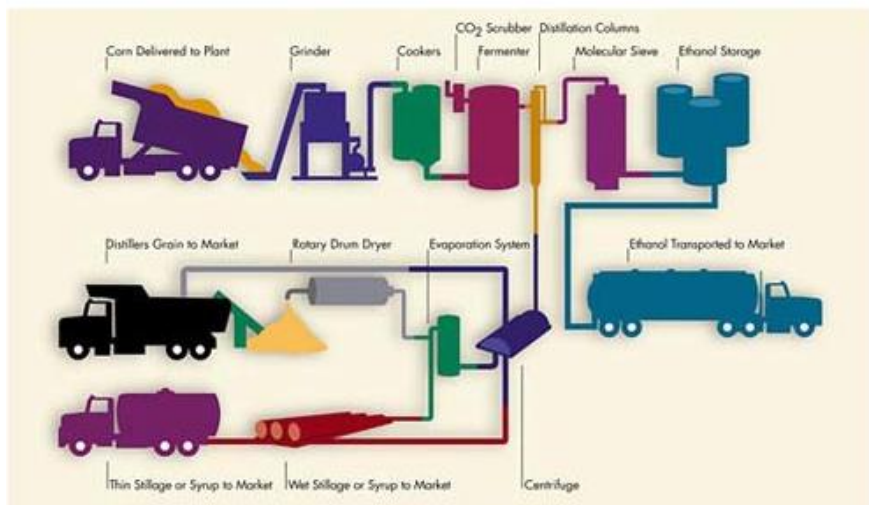 CO2 Scrubber
Distillation Columns
Corn Delivered to Plant
Grinder
Cookers
Fermenter
Molecular Sieve
Ethanol Storage
Distillers Grain to Market
Rotary Drum Dryer
Evaporation System
Ethanol Transported to Market
Thin Stillage or Syrup to Market
Wet Stillage or Syrup to Market
Centrifuge